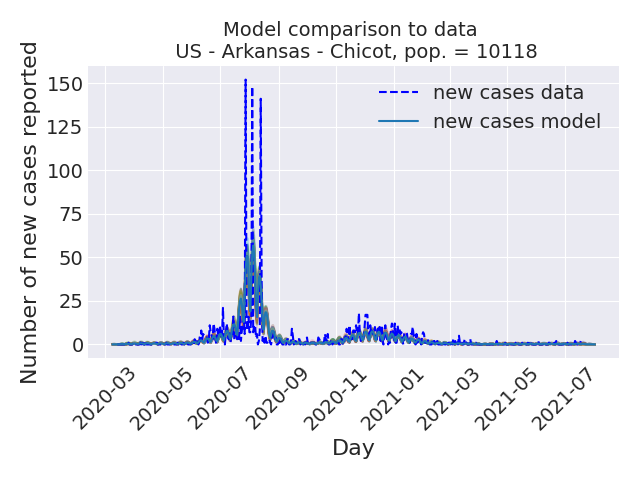 Model comparison to data
US - Arkansas - Chicot, pop. = 10118
Number of new cases reported
150
125
100
75
50
25
0
new cases data
new cases model
2020-03
2020-05
2020-07
2020-09
2020-11
2021-01
2021-03
2021-05
2021-07
Day